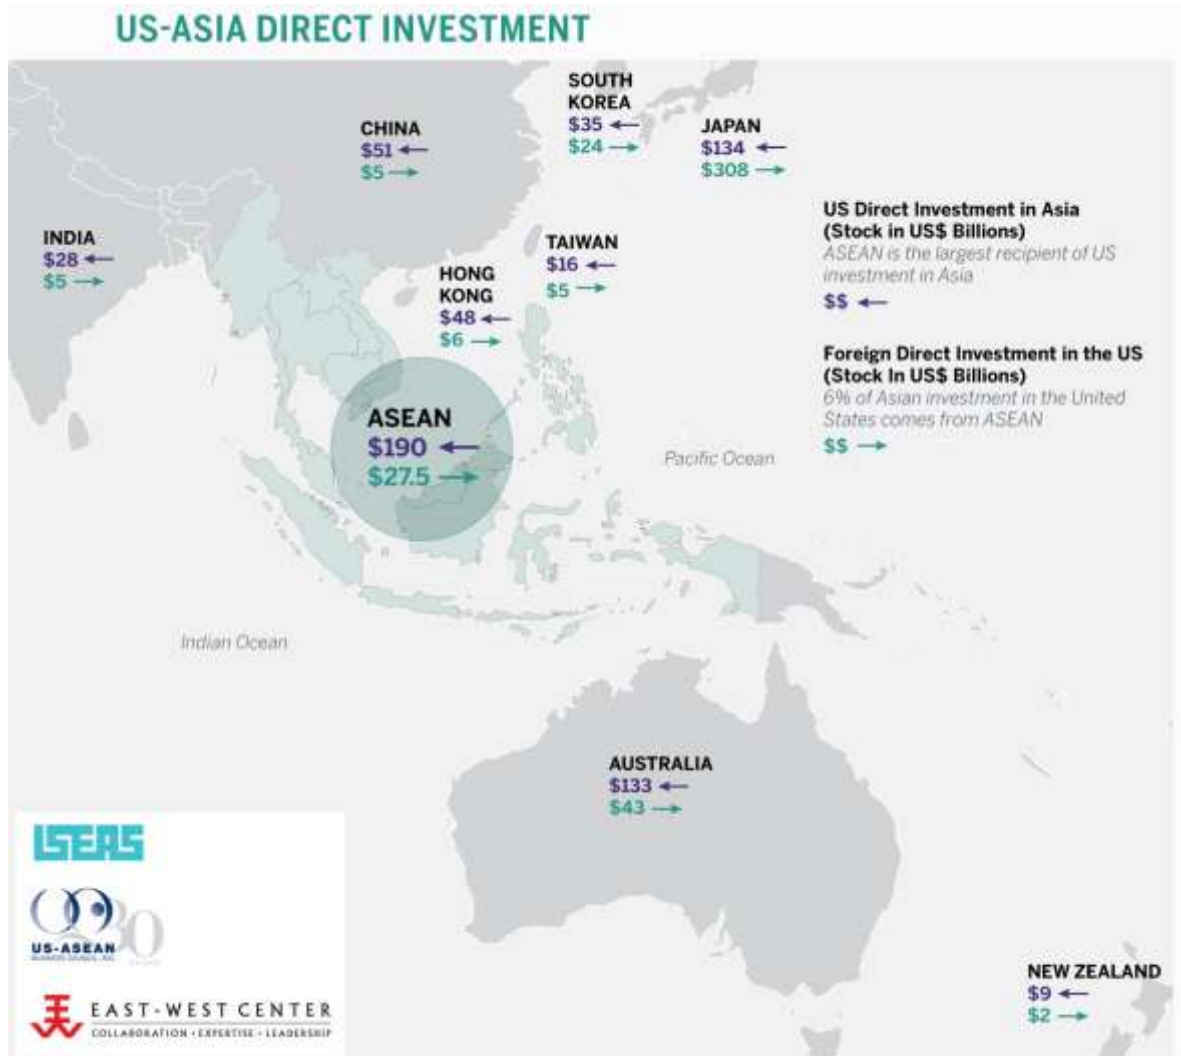 US-ASIA DIRECT INVESTMENT
SOUTH
KOREA
$35 ←
$24 →
JAPAN
$134 ←
$308 →
CHINA
$51 ←
$5 →
US Direct Investment in Asia
(Stock in US$ Billions)
ASEAN is the largest recipient of US
investment in Asia
$$ ←
INDIA
$28 ←
$5 →
TAIWAN
$16 ←
$5 →
HONG
KONG
$48 ←
$6 →
Foreign Direct Investment in the US
(Stock In US$ Billions)
6% of Asian investment in the United
States comes from ASEAN
$$ →
ASEAN
$190 ←
$27.5 →
Pacific Ocean
Indian Ocean
AUSTRALIA
$133 ←
$43 →
ISEAS
30
US-ASEAN
BUSINESS COUNCIL, INC.
EAST-WEST CENTER
COLLABORATION • EXPERTISE • LEADERSHIP
NEW ZEALAND
$9 ←
$2 →